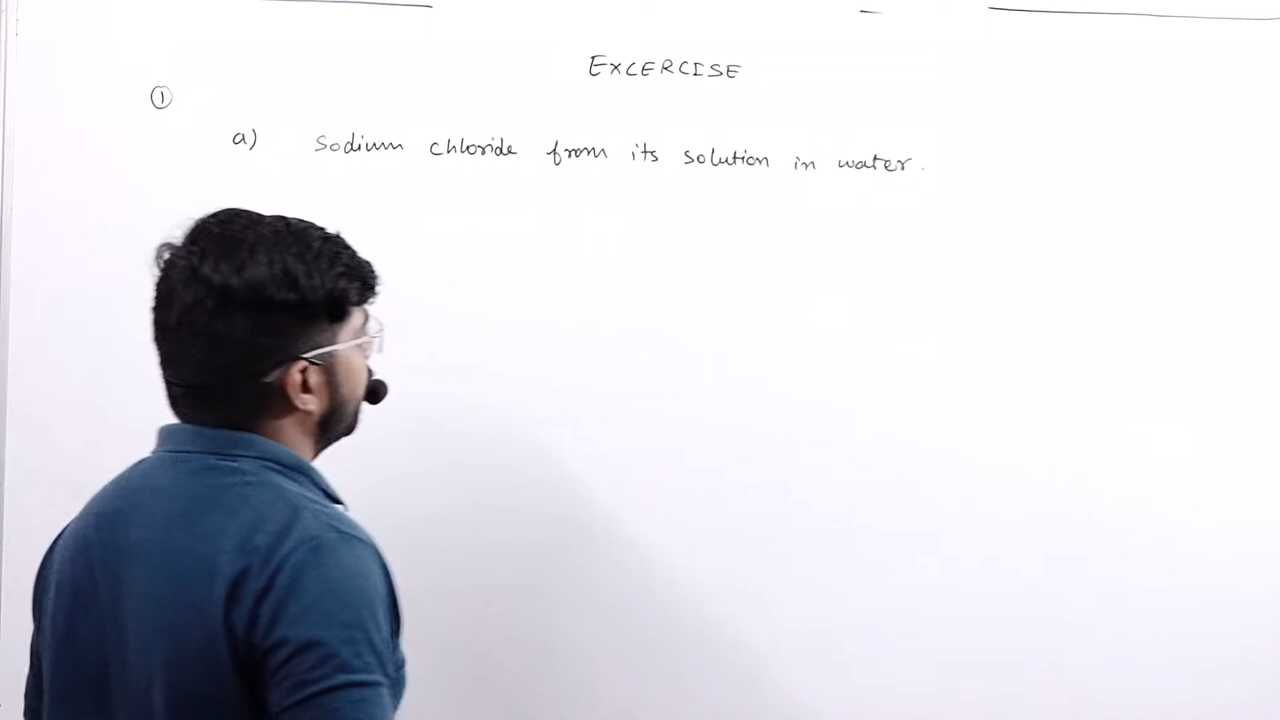 EXCERCISE
①
a) Sodium chloride from its solution in water.